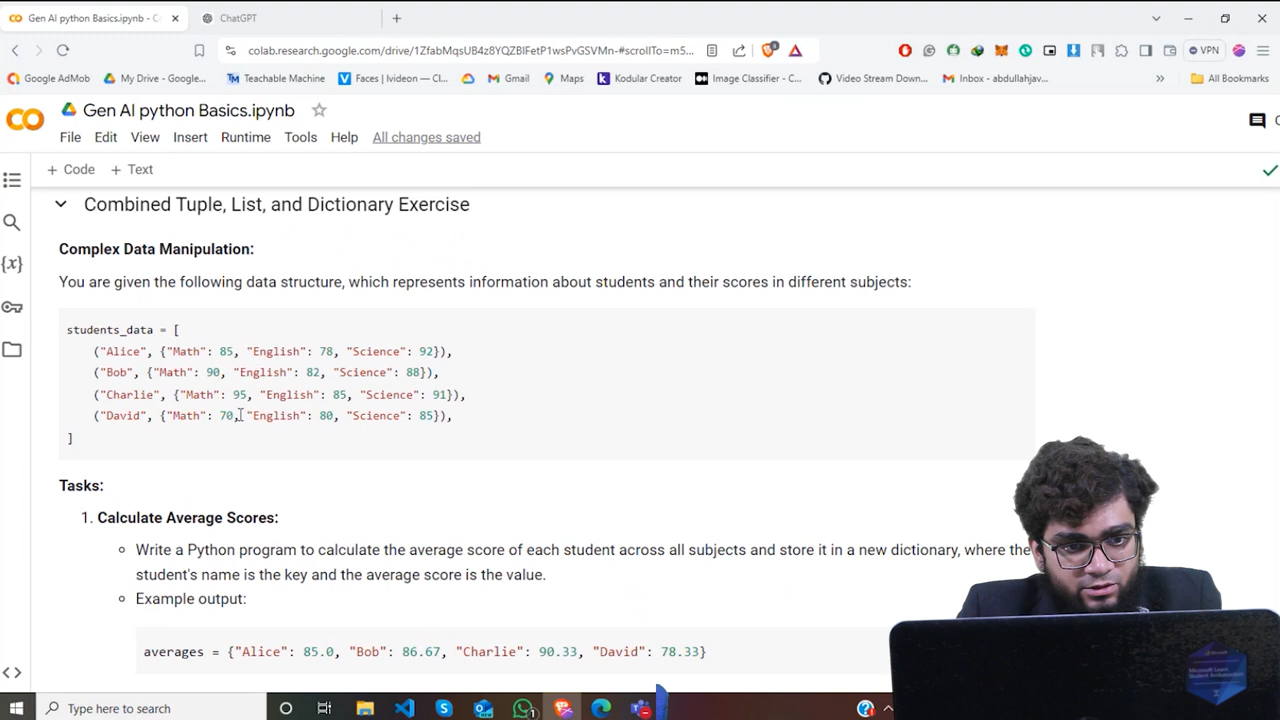 Gen AI python Basics.ipynb - Co
ChatGPT
colab.research.google.com/drive/1ZfabMqsUB4z8YQZBlFetP1wsPvGSVMn-#scrollTo=m5...
VPN
Google AdMob
My Drive - Google...
Teachable Machine
Faces | Ivideon — Cl...
Gmail
Maps
Kodular Creator
Image Classifier - C...
Video Stream Down...
Inbox - abdullahjav...
All Bookmarks
Gen AI python Basics.ipynb
File Edit View Insert Runtime Tools Help All changes saved
+ Code + Text
Combined Tuple, List, and Dictionary Exercise
Complex Data Manipulation:
You are given the following data structure, which represents information about students and their scores in different subjects:
students_data = [
("Alice", {"Math": 85, "English": 78, "Science": 92}),
("Bob", {"Math": 90, "English": 82, "Science": 88}),
("Charlie", {"Math": 95, "English": 85, "Science": 91}),
("David", {"Math": 70, "English": 80, "Science": 85}),
]
Tasks:
1. Calculate Average Scores:
Write a Python program to calculate the average score of each student across all subjects and store it in a new dictionary, where the
student's name is the key and the average score is the value.
Example output:
averages = {"Alice": 85.0, "Bob": 86.67, "Charlie": 90.33, "David": 78.33}
Type here to search
Microsoft
Microsoft Learn
Student Ambassador